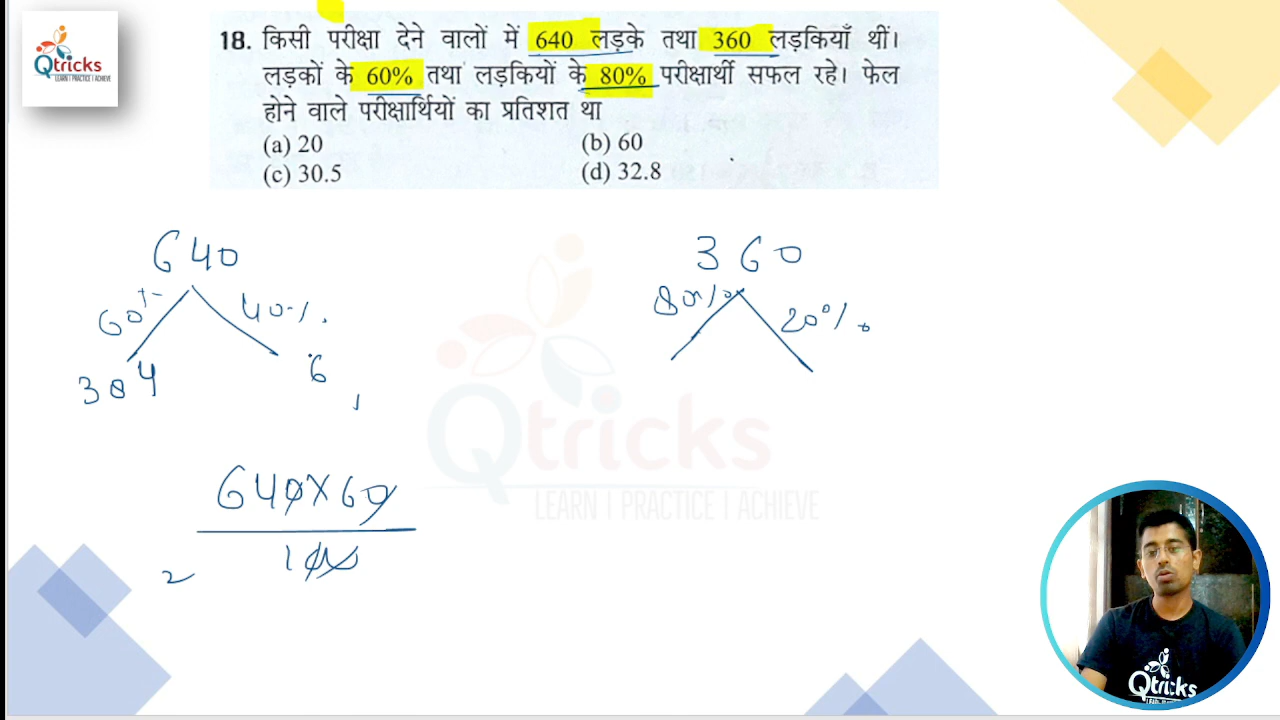 Qtricks
LEARN | PRACTICE | ACHIEVE
18. किसी परीक्षा देने वालों में 640 लड़के तथा 360 लड़कियाँ थीं।
लड़कों के 60% तथा लड़कियों के 80% परीक्षार्थी सफल रहे। फेल
होने वाले परीक्षार्थियों का प्रतिशत था
(a) 20 (b) 60
(c) 30.5 (d) 32.8
640 360
60% 40% 80% 20%
384 6
Qtricks
LEARN | PRACTICE | ACHIEVE
640×60
100
Qtricks